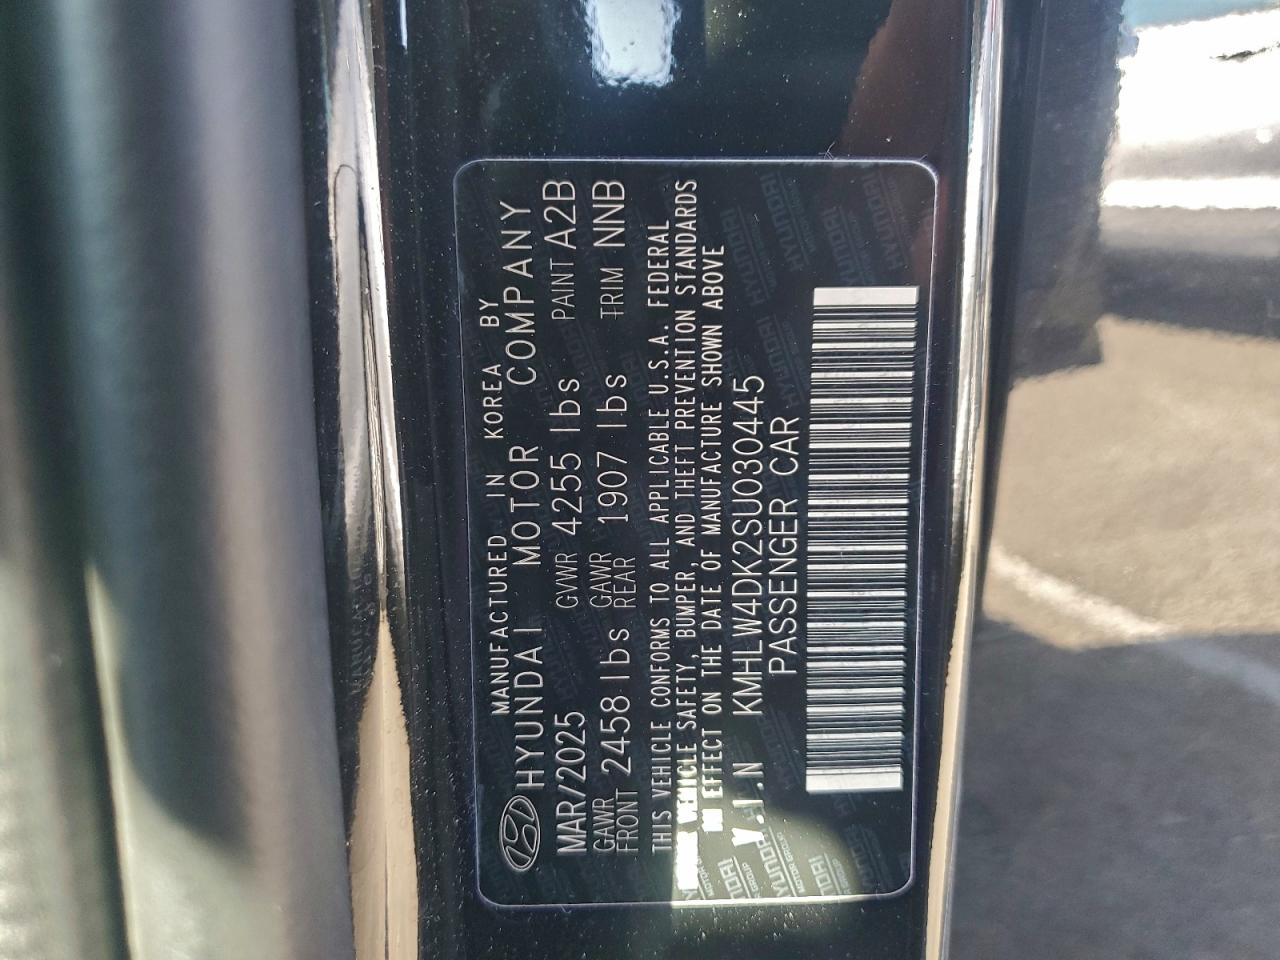 MANUFACTURED IN KOREA BY
HYUNDAI MOTOR COMPANY
MAR/2025 GVWR 4255 lbs PAINT A2B
GAWR FRONT 2458 lbs GAWR REAR 1907 lbs TRIM NNB
THIS VEHICLE CONFORMS TO ALL APPLICABLE U.S.A. FEDERAL
MOTOR VEHICLE SAFETY, BUMPER, AND THEFT PREVENTION STANDARDS
IN EFFECT ON THE DATE OF MANUFACTURE SHOWN ABOVE
V.I.N KMHLW4DK2SU030445
PASSENGER CAR